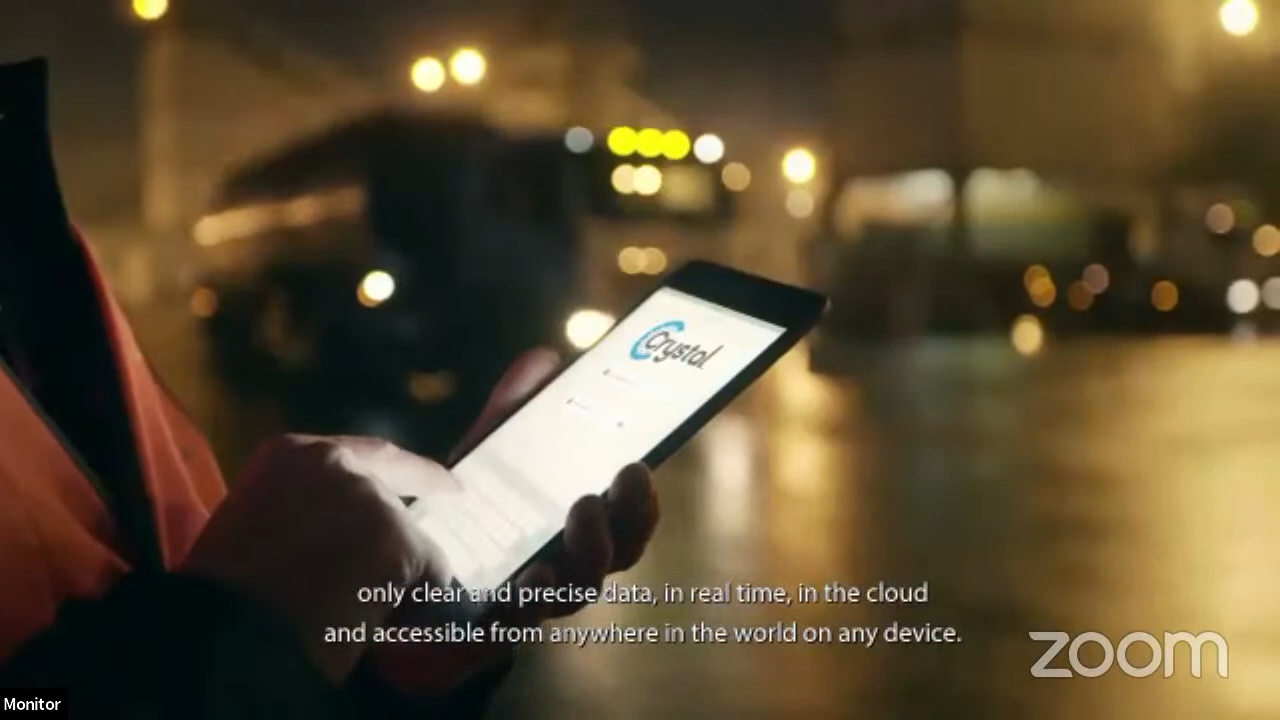 Crystal
only clear and precise data, in real time, in the cloud
and accessible from anywhere in the world on any device.
zoom
Monitor